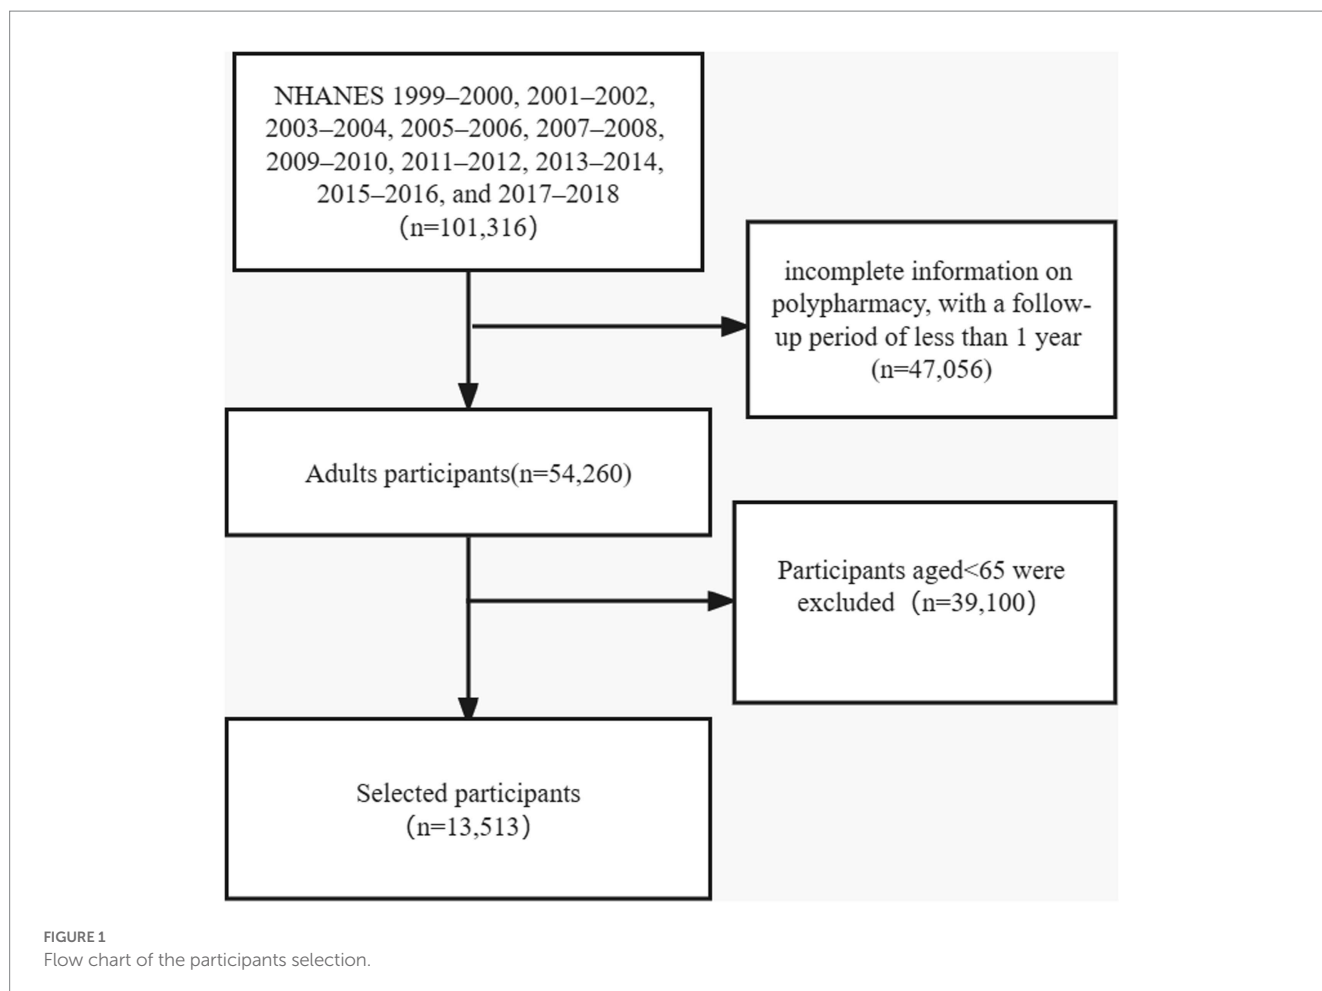 NHANES 1999–2000, 2001–2002,
2003–2004, 2005–2006, 2007–2008,
2009–2010, 2011–2012, 2013–2014,
2015–2016, and 2017–2018
(n=101,316)
incomplete information on
polypharmacy, with a follow-
up period of less than 1 year
(n=47,056)
Adults participants(n=54,260)
Participants aged<65 were
excluded (n=39,100)
Selected participants
(n=13,513)
FIGURE 1
Flow chart of the participants selection.